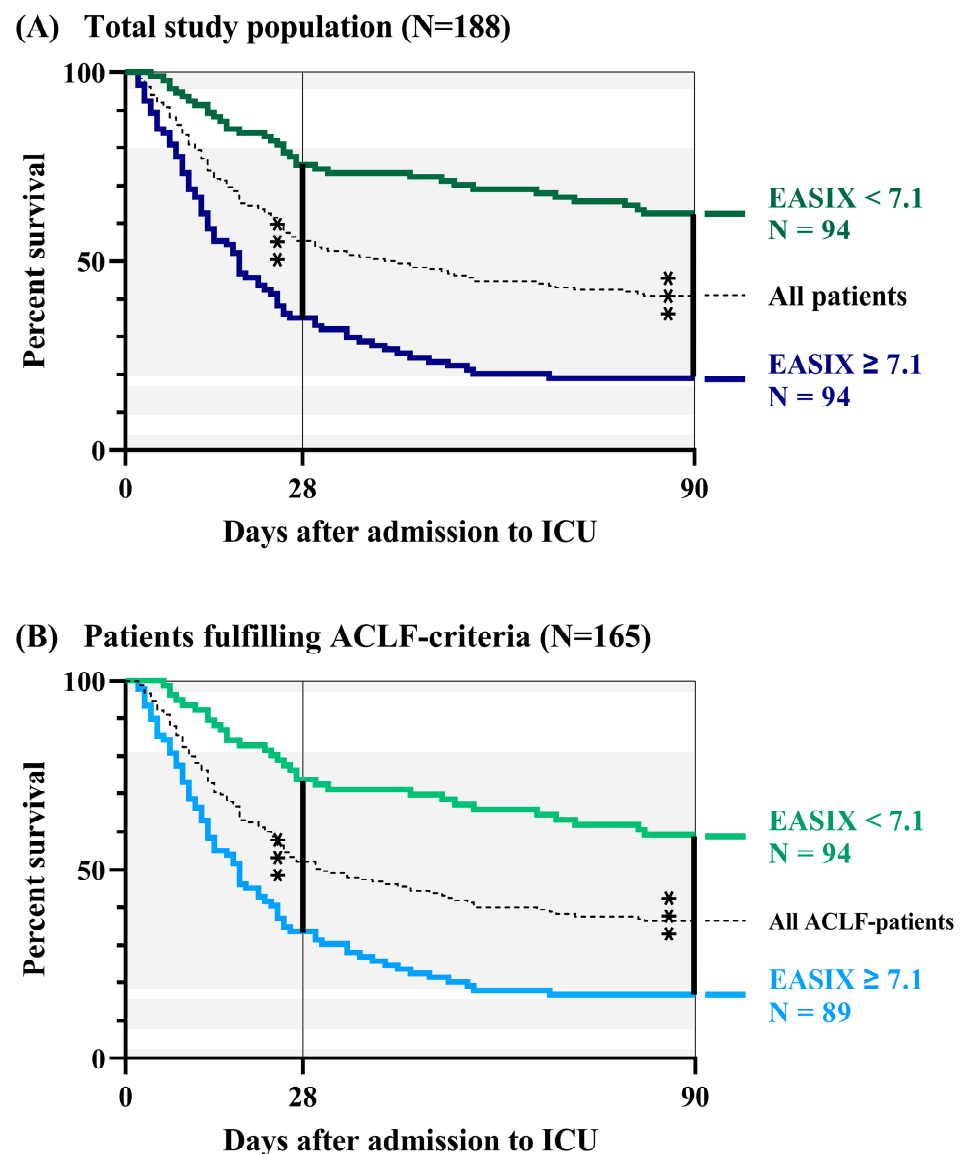 (A) Total study population (N=188)
100
50
0
Percent survival
0 28 90
Days after admission to ICU
***
***
EASIX < 7.1
N = 94
All patients
EASIX ≥ 7.1
N = 94
(B) Patients fulfilling ACLF-criteria (N=165)
100
50
0
Percent survival
0 28 90
Days after admission to ICU
***
***
EASIX < 7.1
N = 94
All ACLF-patients
EASIX ≥ 7.1
N = 89